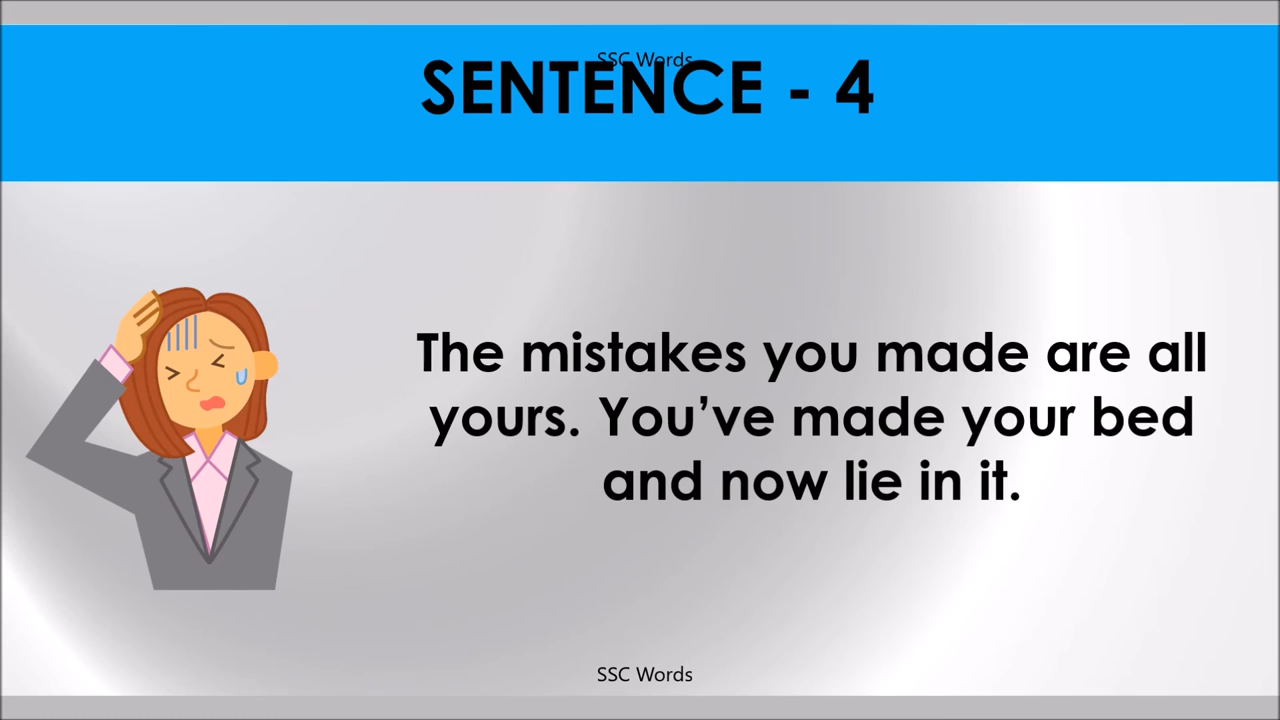 SSC Words
SENTENCE - 4
The mistakes you made are all
yours. You’ve made your bed
and now lie in it.
SSC Words